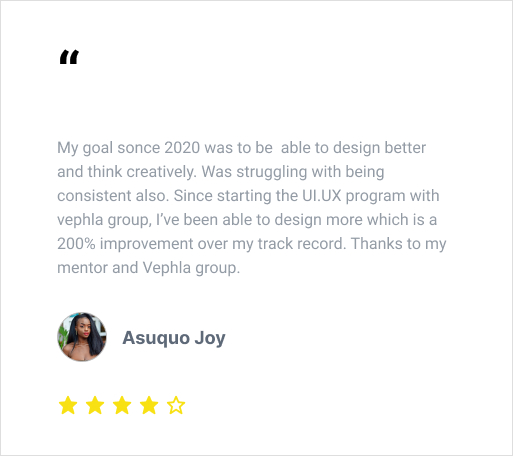 “
My goal sonce 2020 was to be  able to design better
and think creatively. Was struggling with being
consistent also. Since starting the UI.UX program with
vephla group, I’ve been able to design more which is a
200% improvement over my track record. Thanks to my
mentor and Vephla group.
Asuquo Joy